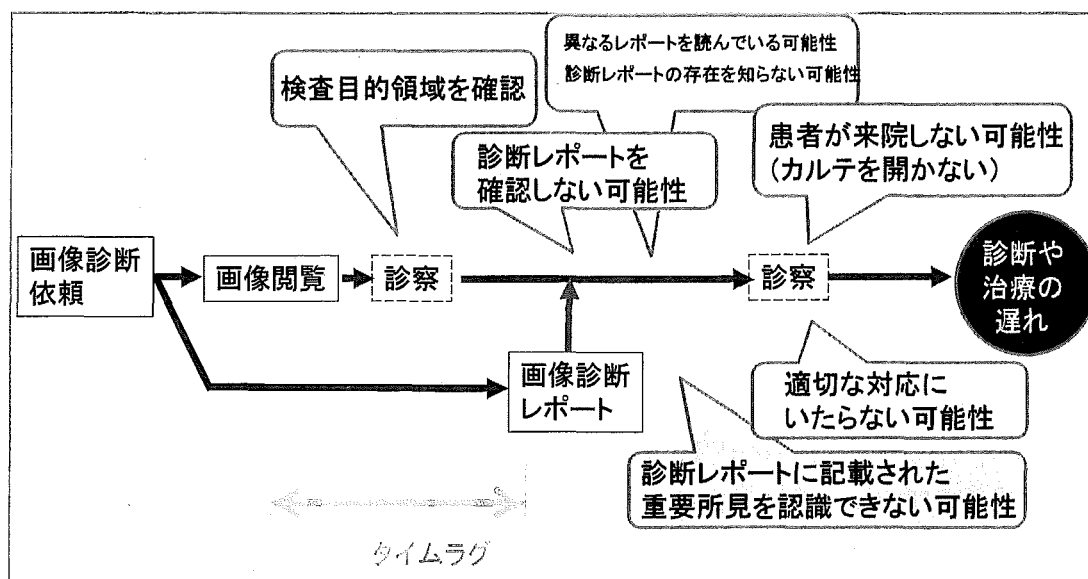 異なるレポートを読んでいる可能性
診断レポートの存在を知らない可能性
検査目的領域を確認
患者が来院しない可能性
(カルテを開かない)
診断レポートを
確認しない可能性
画像診断
依頼
画像閲覧
診察
診察
診断や
治療の
遅れ
画像診断
レポート
適切な対応に
いたらない可能性
診断レポートに記載された
重要所見を認識できない可能性
タイムラグ